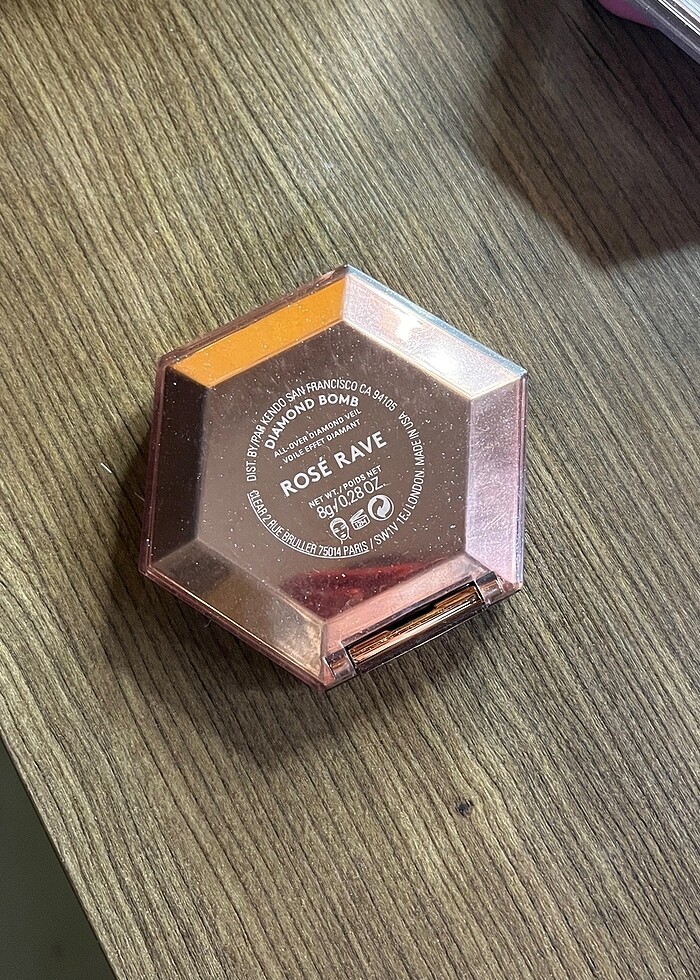 DIST. BY/PAR KENDO SAN FRANCISCO CA 94105 USA
DIAMOND BOMB
ALL-OVER DIAMOND VEIL
VOILE EFFET DIAMANT
ROSÉ RAVE
NET WT. / POIDS NET
8g/0.28 OZ.
12M
CLEAR 2 RUE BRULLER 75014 PARIS / SW1V 1EJ LONDON. MADE IN USA